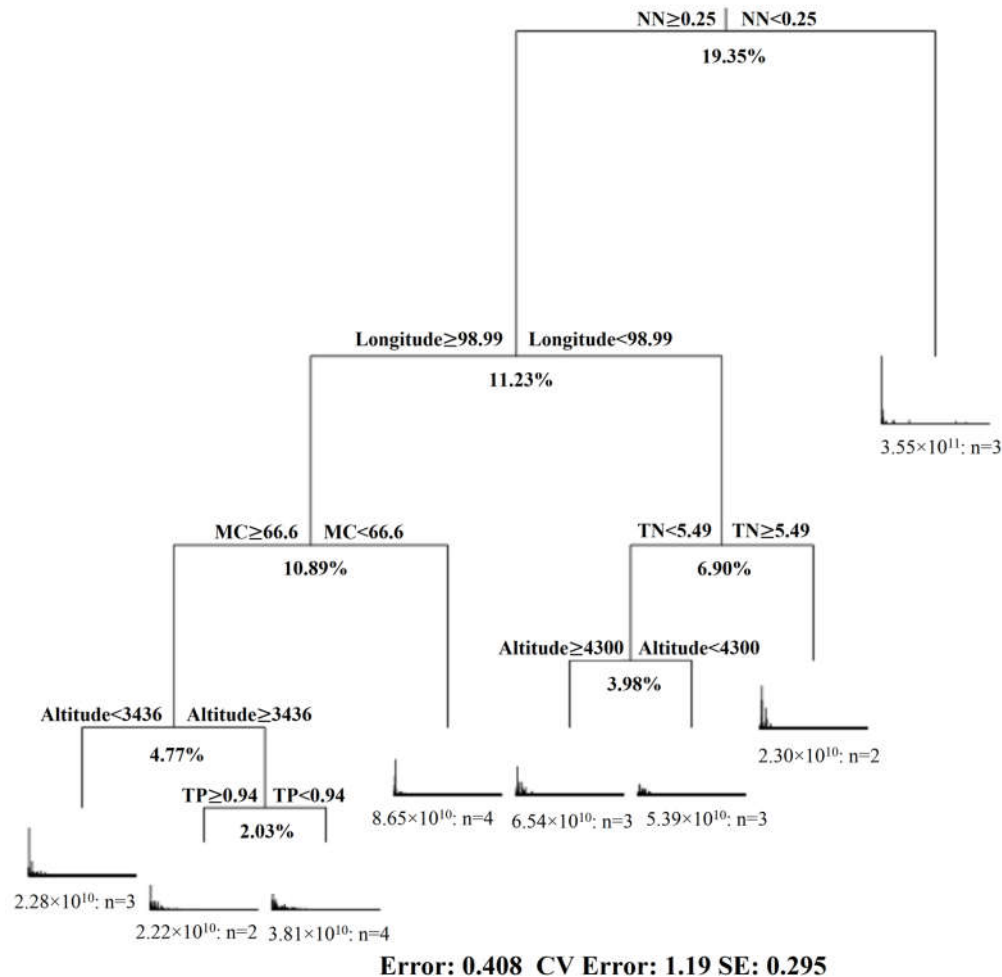 NN≥0.25 NN<0.25
19.35%
Longitude≥98.99 Longitude<98.99
11.23%
3.55×10¹¹: n=3
MC≥66.6 MC<66.6
10.89%
TN<5.49 TN≥5.49
6.90%
Altitude≥4300 Altitude<4300
3.98%
Altitude<3436 Altitude≥3436
4.77%
2.30×10¹⁰: n=2
TP≥0.94 TP<0.94
2.03%
8.65×10¹⁰: n=4
6.54×10¹⁰: n=3
5.39×10¹⁰: n=3
2.28×10¹⁰: n=3
2.22×10¹⁰: n=2
3.81×10¹⁰: n=4
Error: 0.408 CV Error: 1.19 SE: 0.295